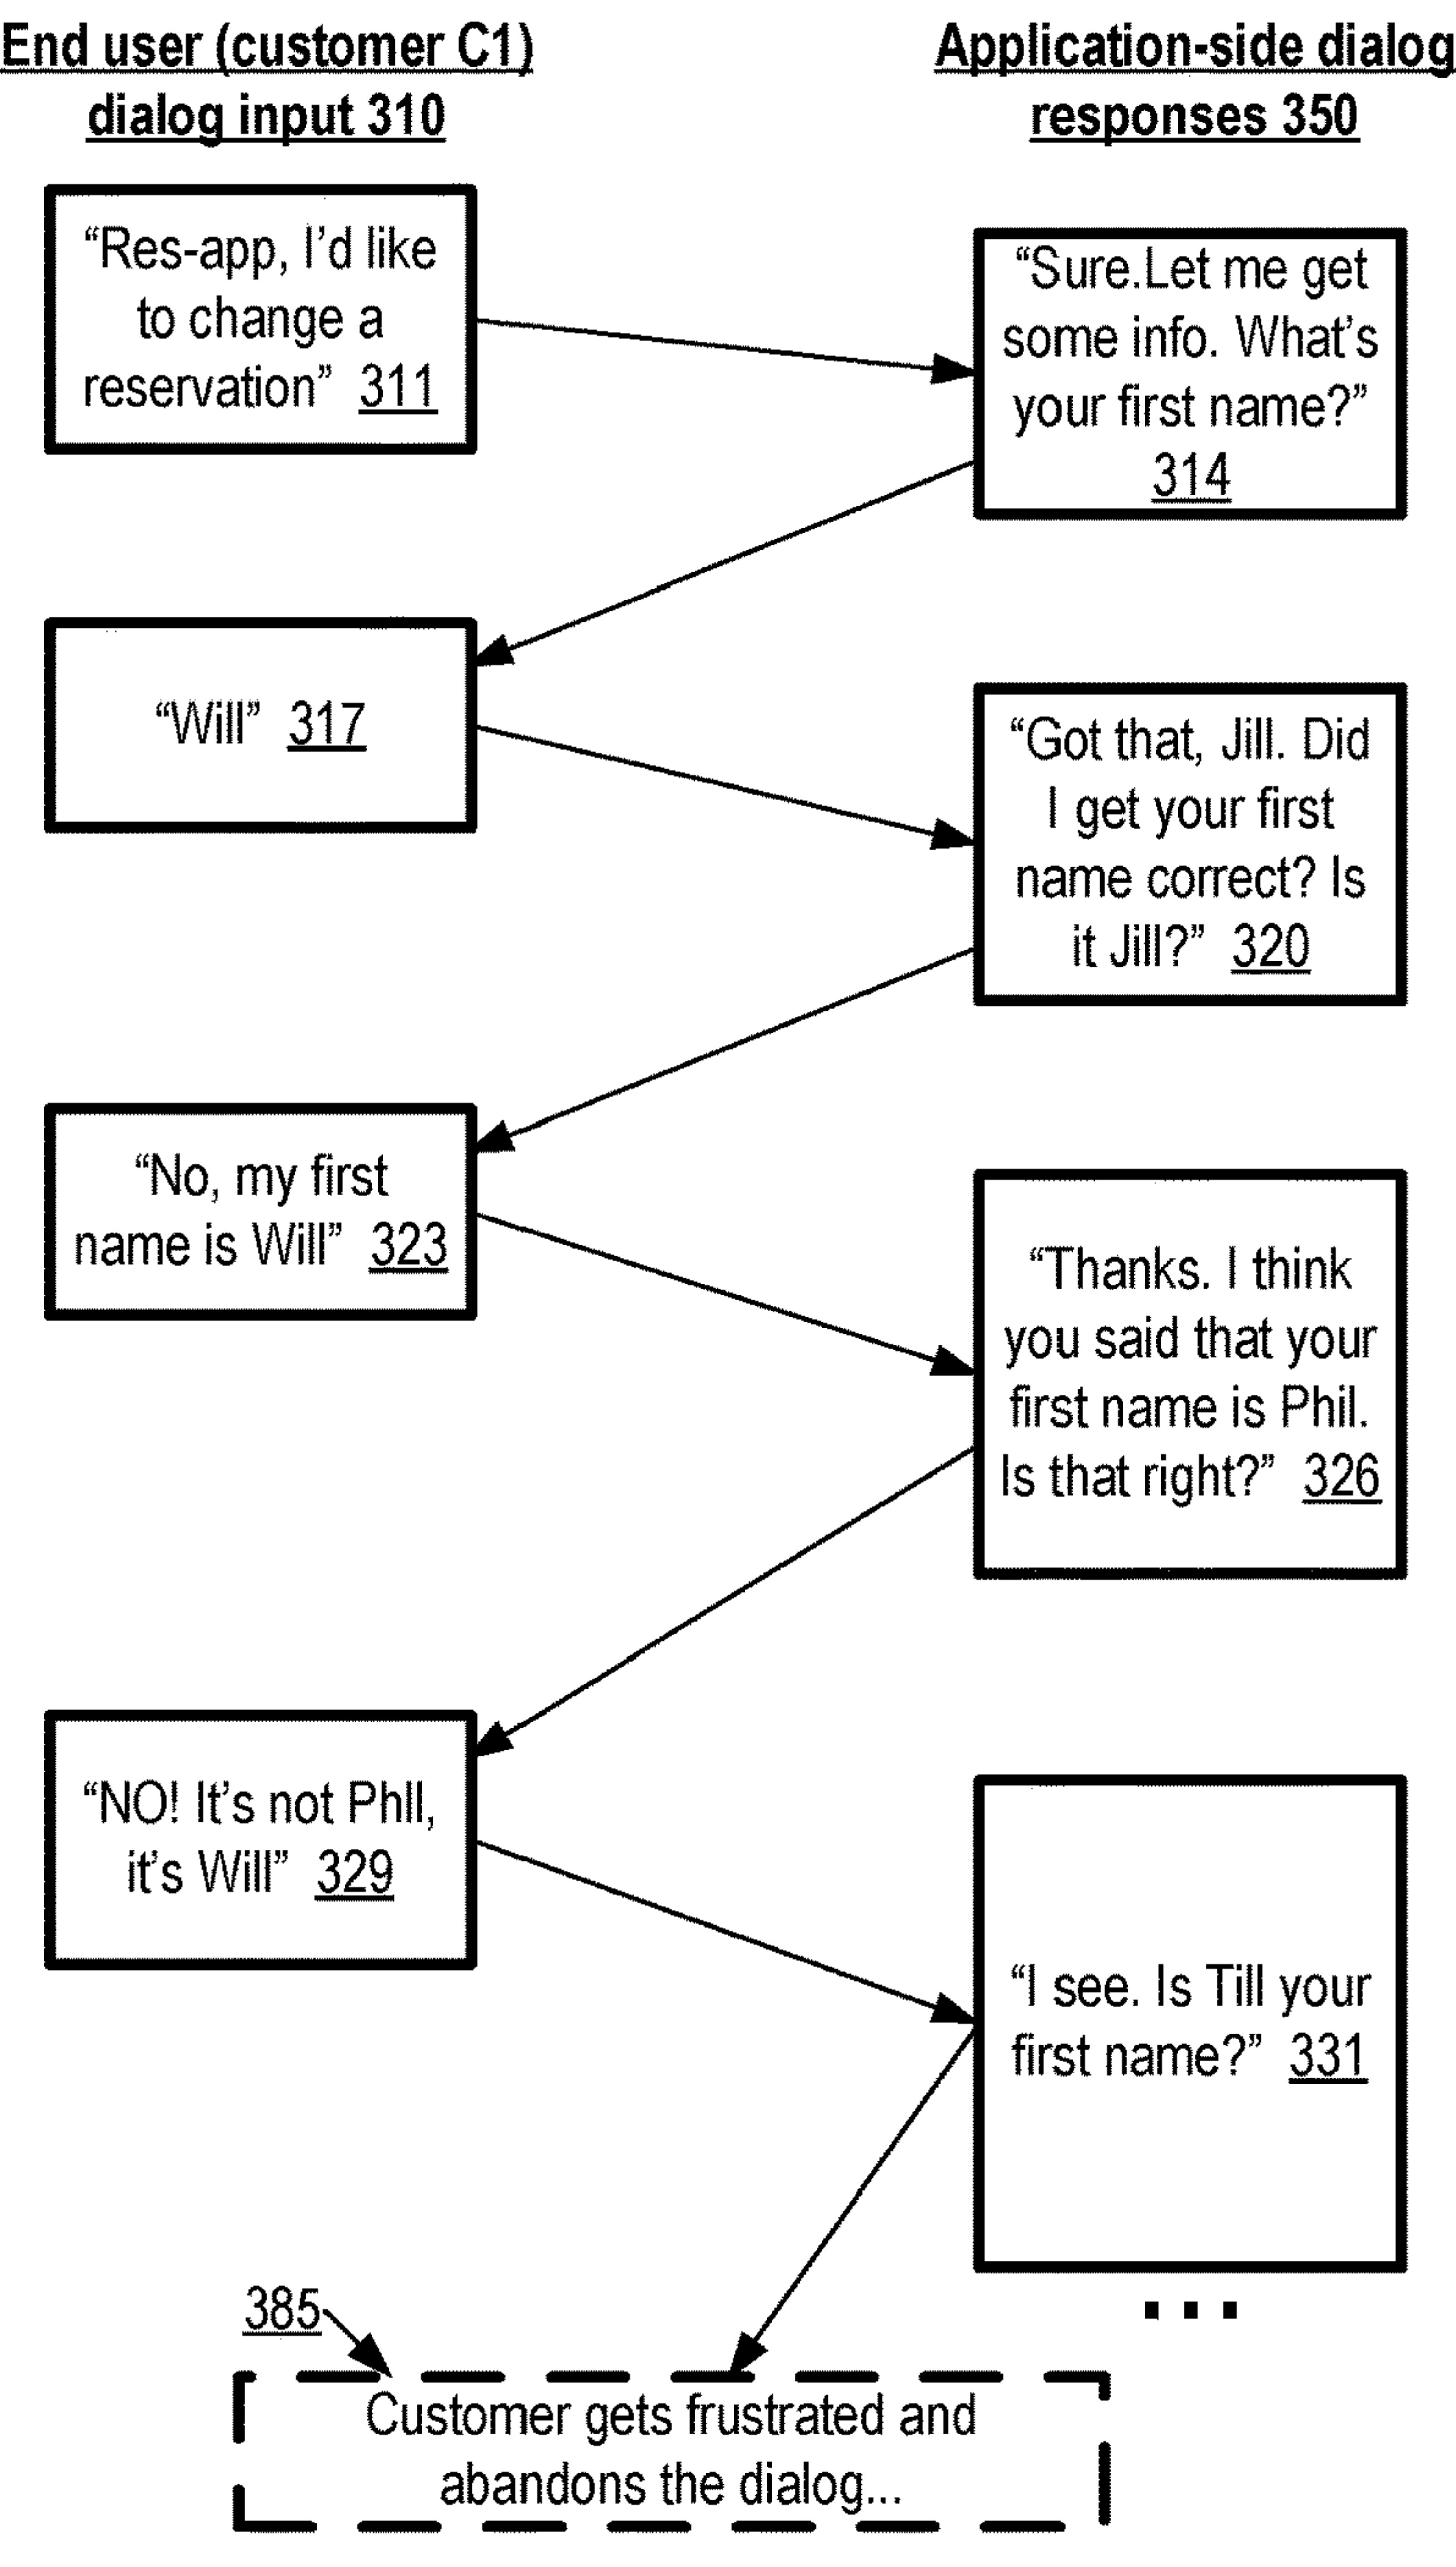 End user (customer C1)
dialog input 310
Application-side dialog
responses 350
“Res-app, I’d like
to change a
reservation” 311
“Sure.Let me get
some info. What’s
your first name?”
314
“Will” 317
“Got that, Jill. Did
I get your first
name correct? Is
it Jill?” 320
“No, my first
name is Will” 323
“Thanks. I think
you said that your
first name is Phil.
Is that right?” 326
“NO! It’s not PhIl,
it’s Will” 329
“I see. Is Till your
first name?” 331
...
385
Customer gets frustrated and
abandons the dialog...